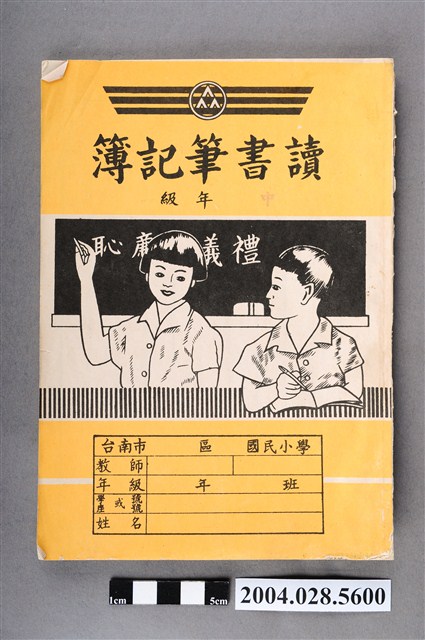 讀書筆記簿
中年級
禮義廉恥
台南市 區 國民小學
教師
年級 年 班
學號或座號
姓名
1cm 5cm
2004.028.5600